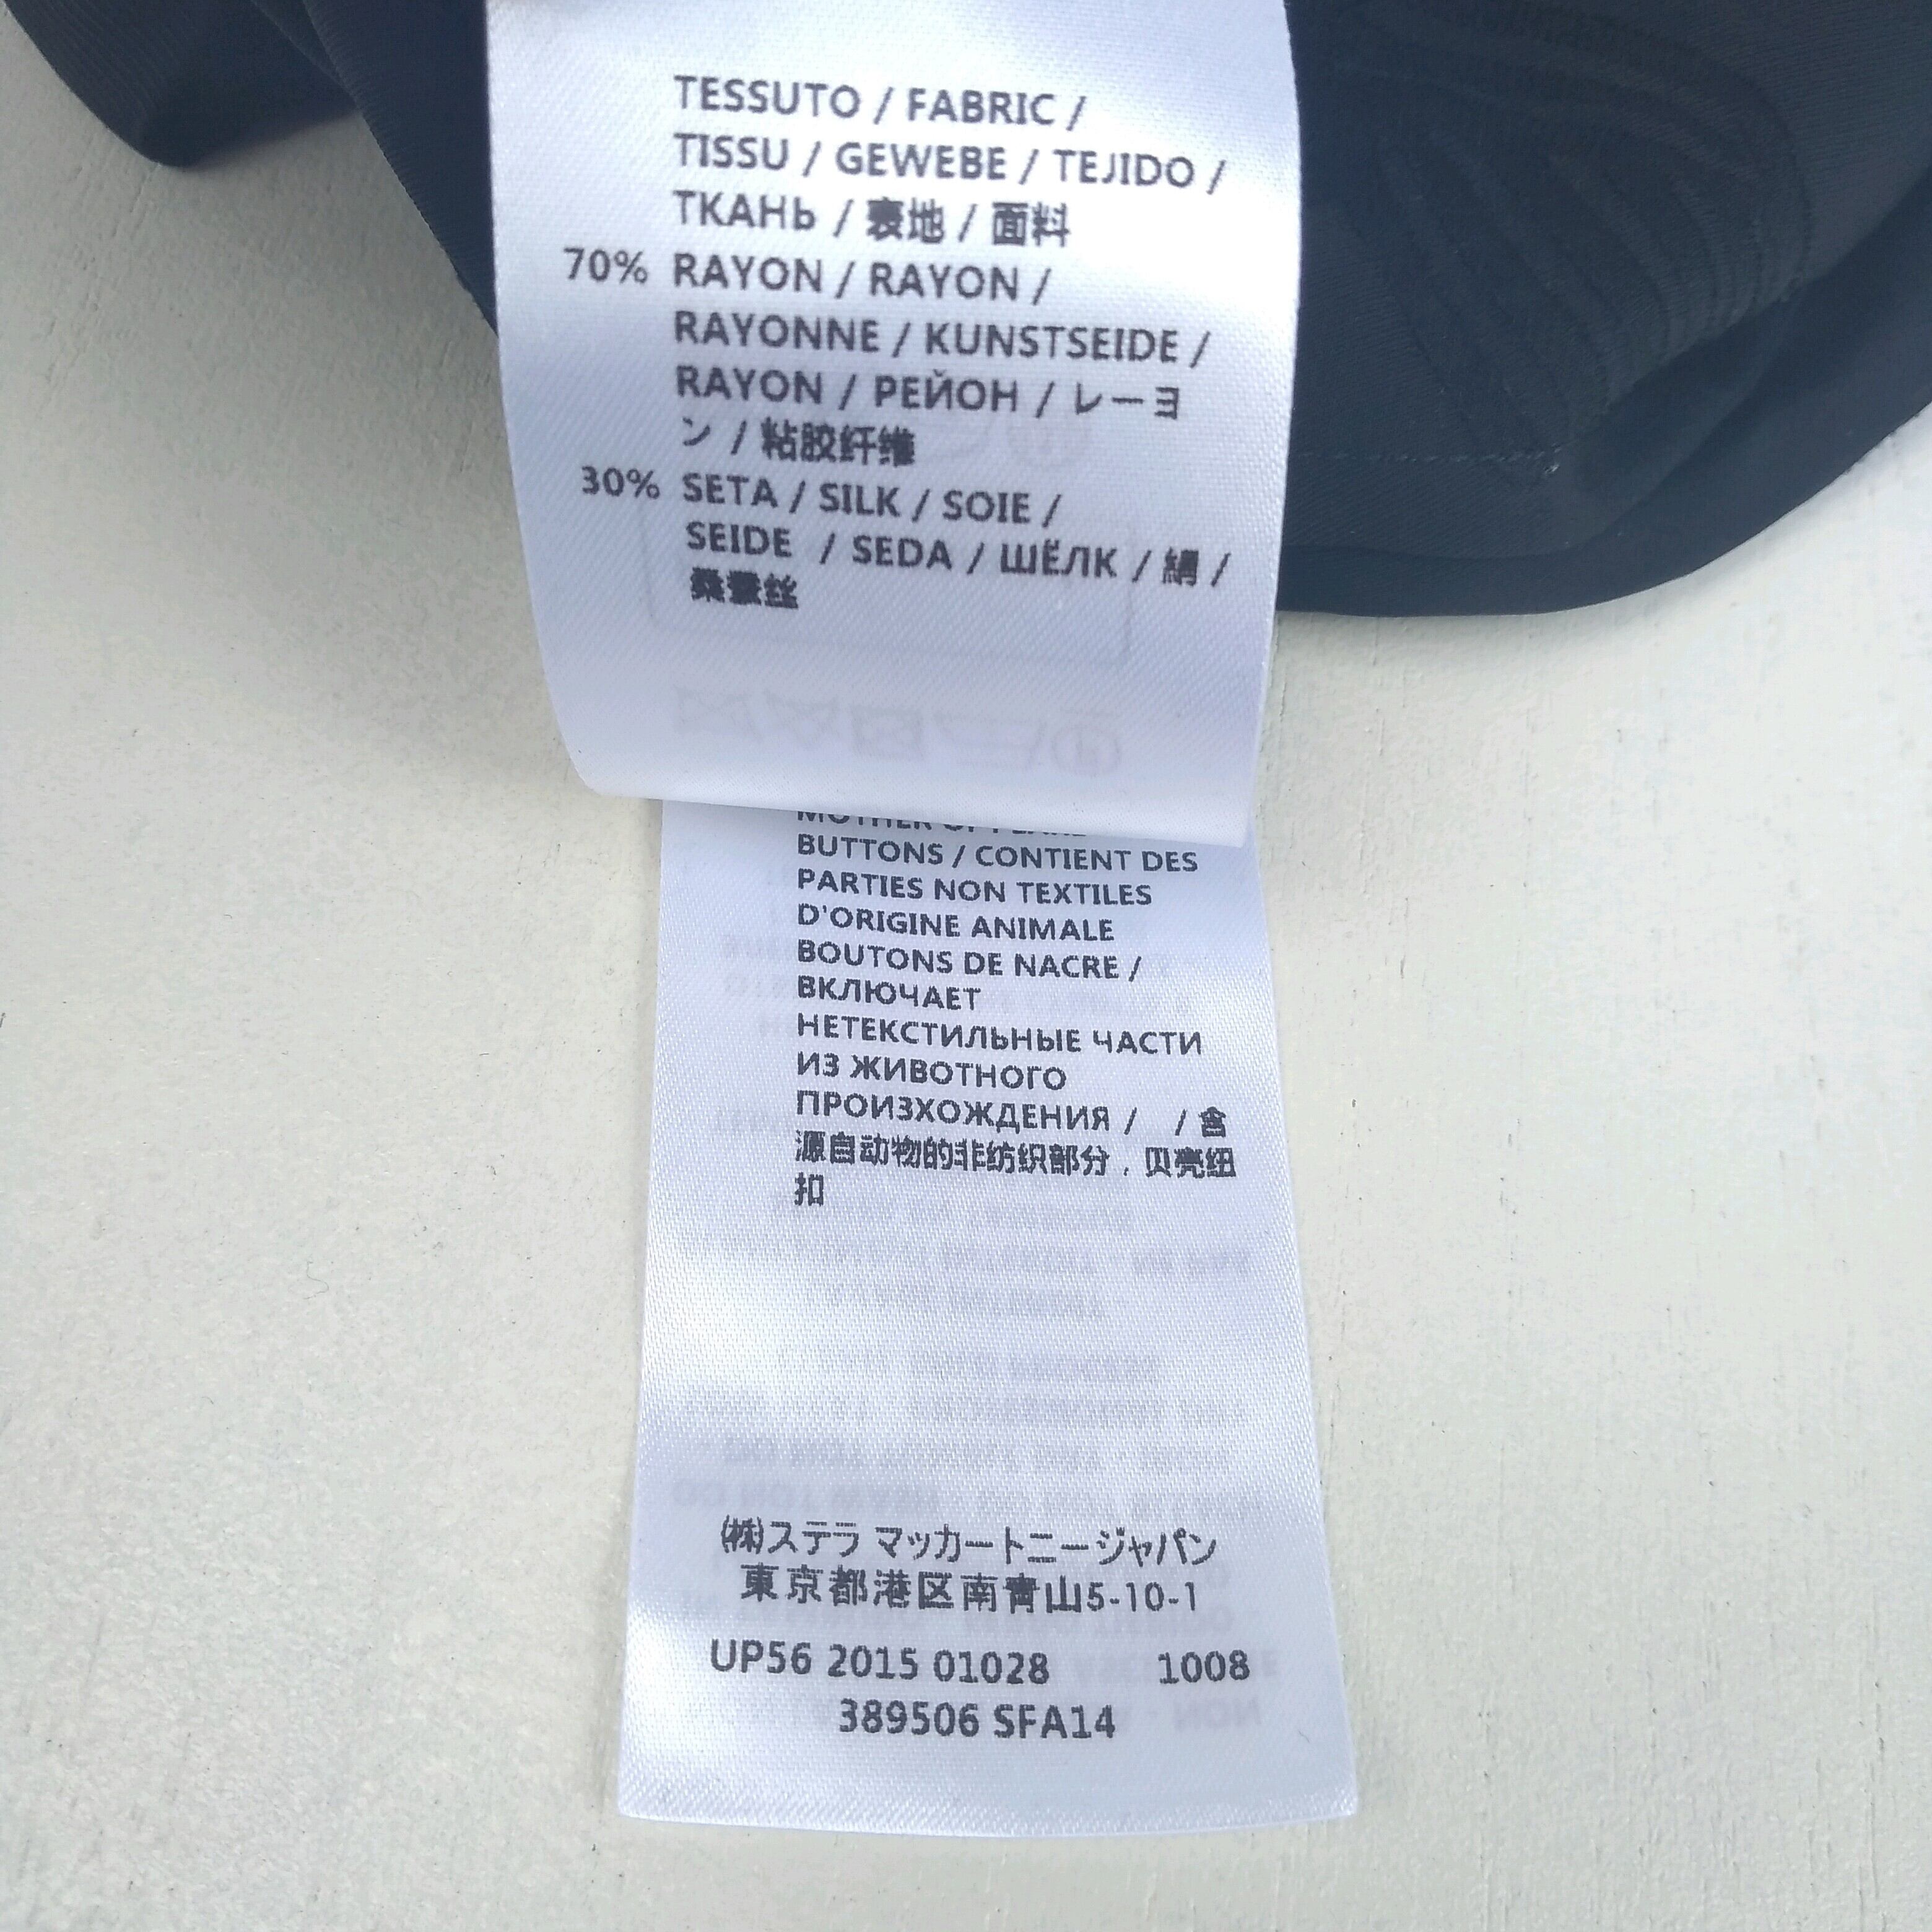 TESSUTO / FABRIC /
TISSU / GEWEBE / TEJIDO /
ТКАНЬ / 表地 / 面料
70% RAYON / RAYON /
RAYONNE / KUNSTSEIDE /
RAYON / РЕЙОН / レーヨ
ン / 粘胶纤维
30% SETA / SILK / SOIE /
SEIDE / SEDA / ШЁЛК / 絹 /
桑蚕丝
MOTHER OF PEARL
BUTTONS / CONTIENT DES
PARTIES NON TEXTILES
D'ORIGINE ANIMALE
BOUTONS DE NACRE /
ВКЛЮЧАЕТ
НЕТЕКСТИЛЬНЫЕ ЧАСТИ
ИЗ ЖИВОТНОГО
ПРОИЗХОЖДЕНИЯ / / 含
源自动物的非纺织部分，贝壳纽
扣
(株)ステラ マッカートニージャパン
東京都港区南青山5-10-1
UP56 2015 01028 1008
389506 SFA14